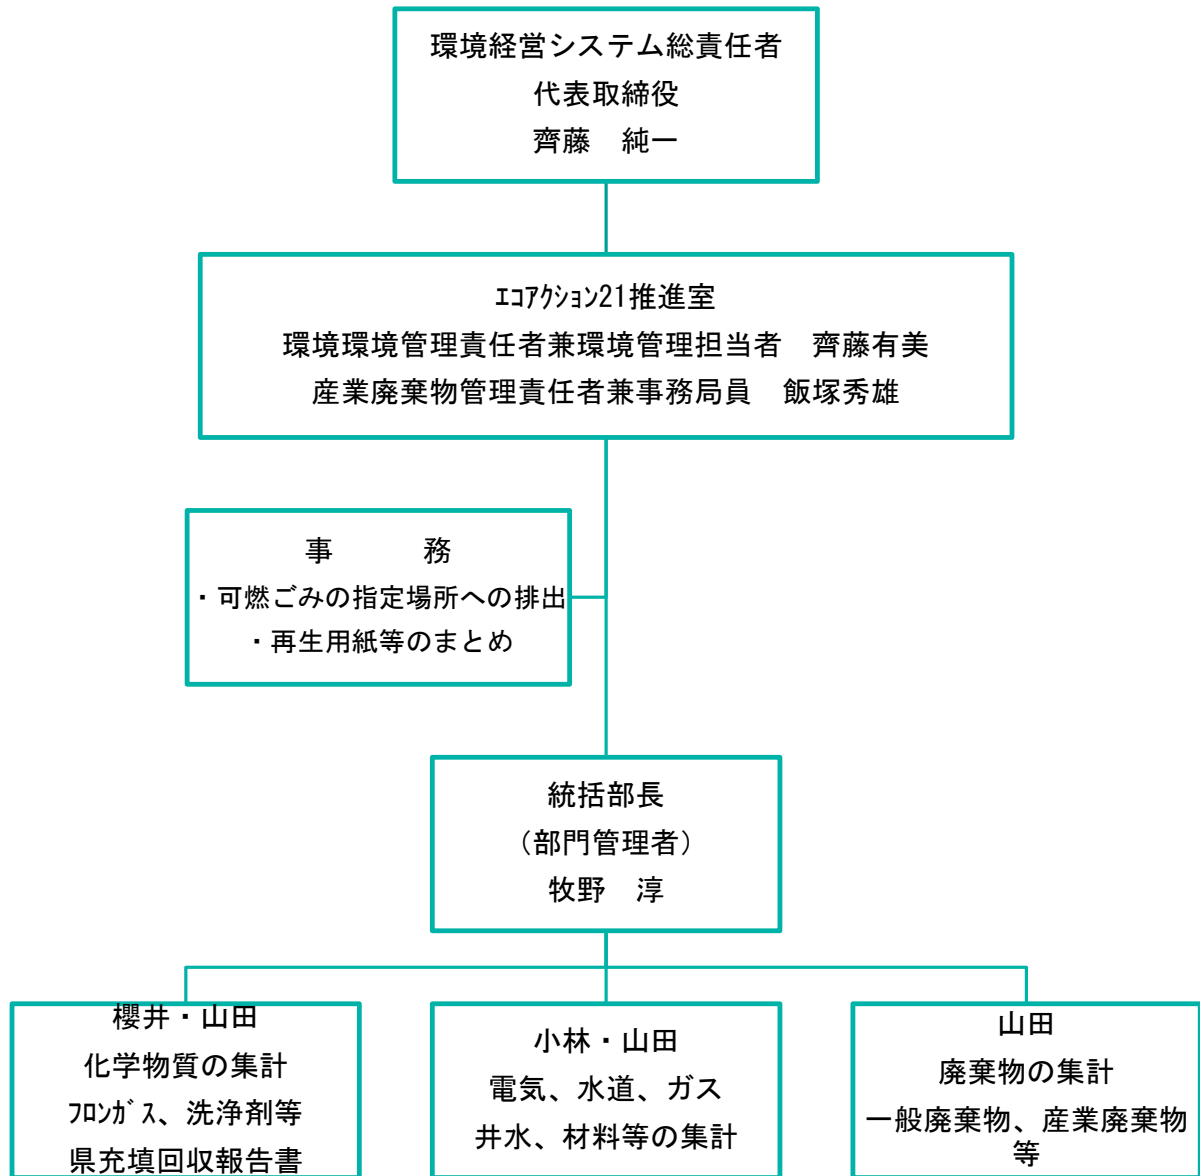 環境経営システム総責任者
代表取締役
齊藤　純一
ｴｺｱｸｼｮﾝ21推進室
環境環境管理責任者兼環境管理担当者　齊藤有美
産業廃棄物管理責任者兼事務局員　飯塚秀雄
事　　　務
・可燃ごみの指定場所への排出
・再生用紙等のまとめ
統括部長
（部門管理者）
牧野　淳
櫻井・山田
化学物質の集計
ﾌﾛﾝｶﾞｽ、洗浄剤等
県充填回収報告書
小林・山田
電気、水道、ガス
井水、材料等の集計
山田
廃棄物の集計
一般廃棄物、産業廃棄物
等